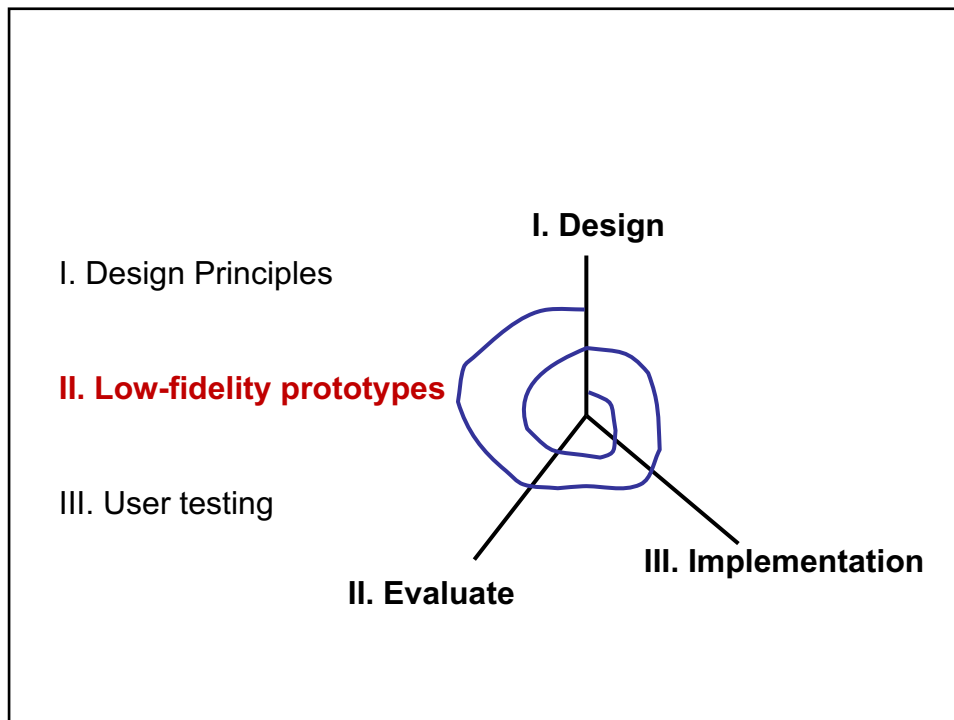 I. Design
I. Design Principles
II. Low-fidelity prototypes
III. User testing
III. Implementation
II. Evaluate